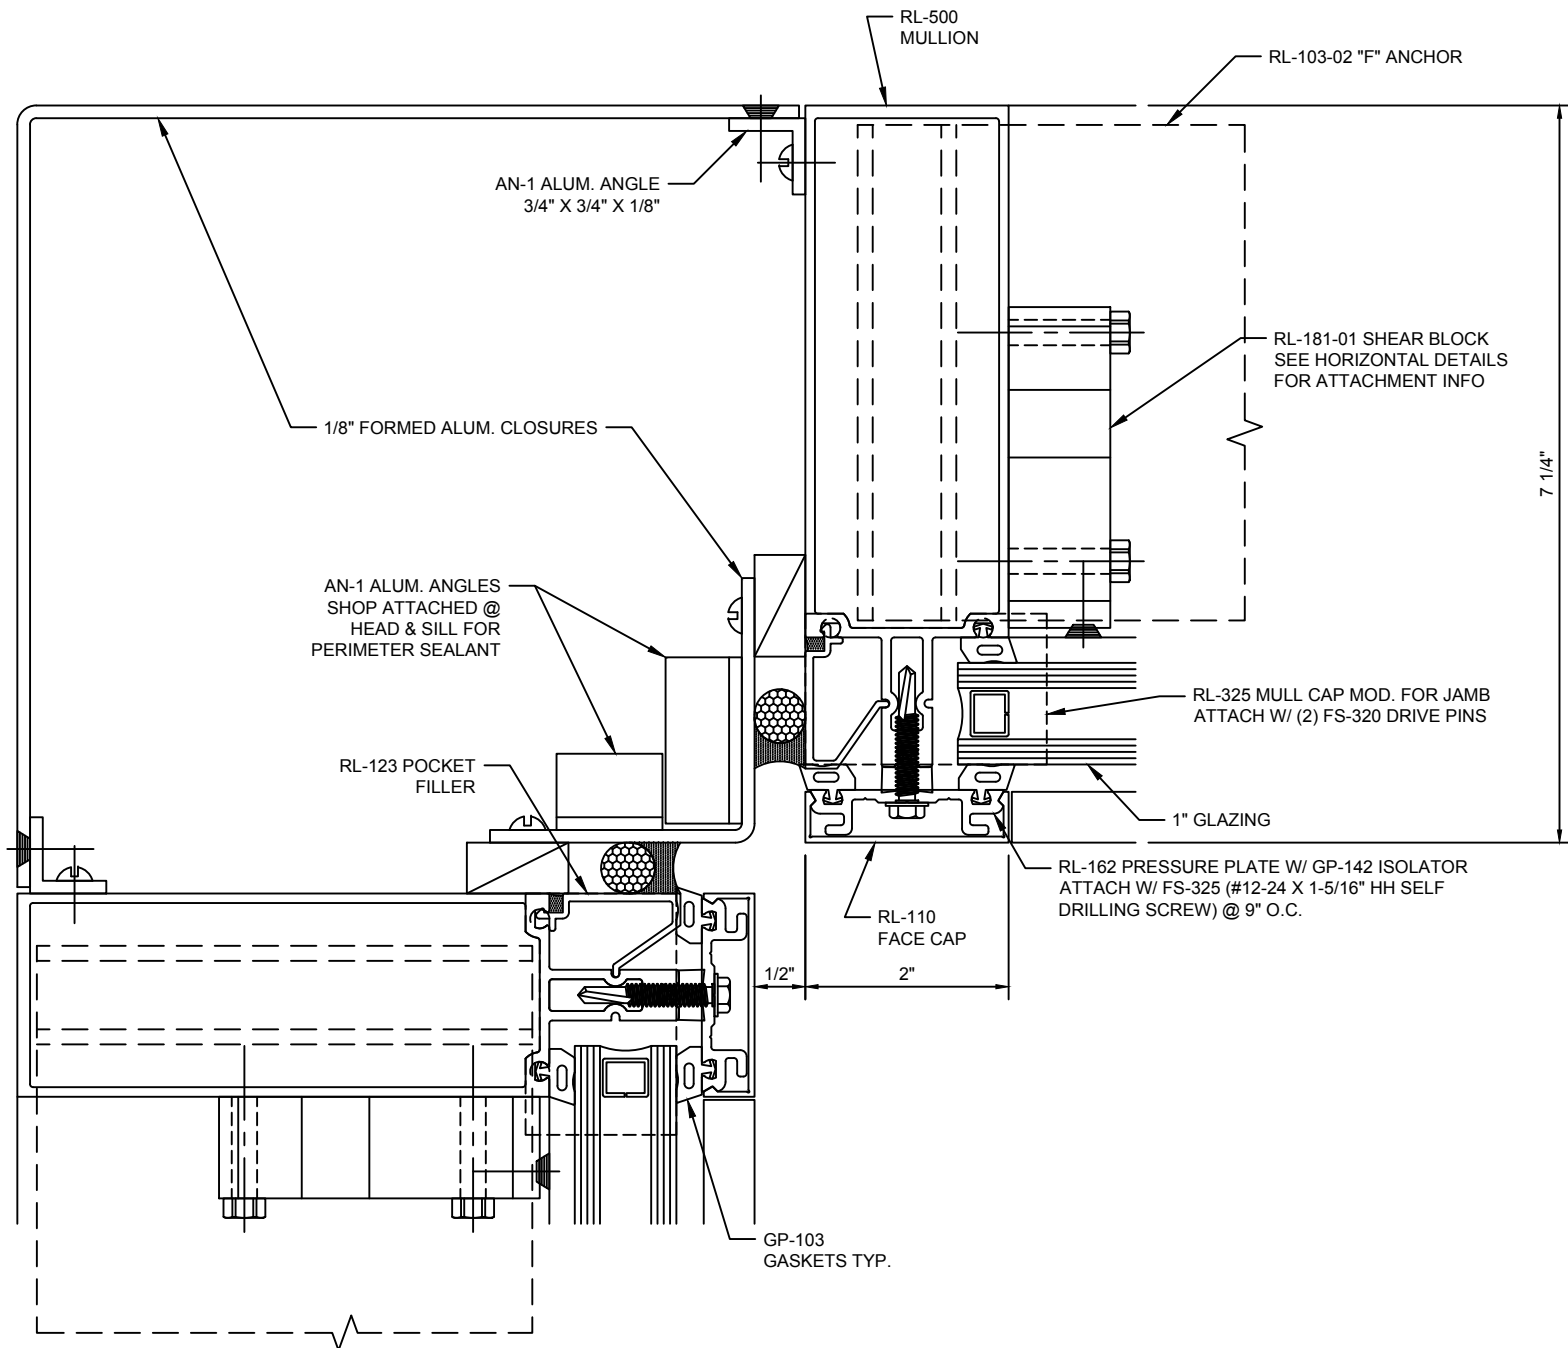 RL-500
MULLION
RL-103-02 "F" ANCHOR
AN-1 ALUM. ANGLE
3/4" X 3/4" X 1/8"
RL-181-01 SHEAR BLOCK
SEE HORIZONTAL DETAILS
FOR ATTACHMENT INFO
1/8" FORMED ALUM. CLOSURES
7 1/4"
AN-1 ALUM. ANGLES
SHOP ATTACHED @
HEAD & SILL FOR
PERIMETER SEALANT
RL-325 MULL CAP MOD. FOR JAMB
ATTACH W/ (2) FS-320 DRIVE PINS
RL-123 POCKET
FILLER
1" GLAZING
RL-162 PRESSURE PLATE W/ GP-142 ISOLATOR
ATTACH W/ FS-325 (#12-24 X 1-5/16" HH SELF
DRILLING SCREW) @ 9" O.C.
RL-110
FACE CAP
1/2"
2"
GP-103
GASKETS TYP.